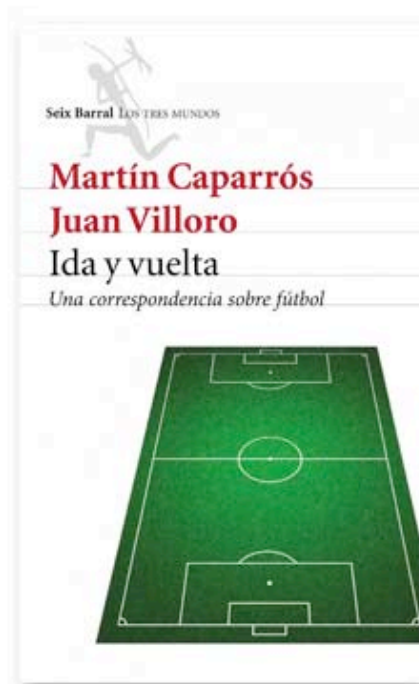 Seix Barral LOS TRES MUNDOS
Martín Caparrós
Juan Villoro
Ida y vuelta
Una correspondencia sobre fútbol